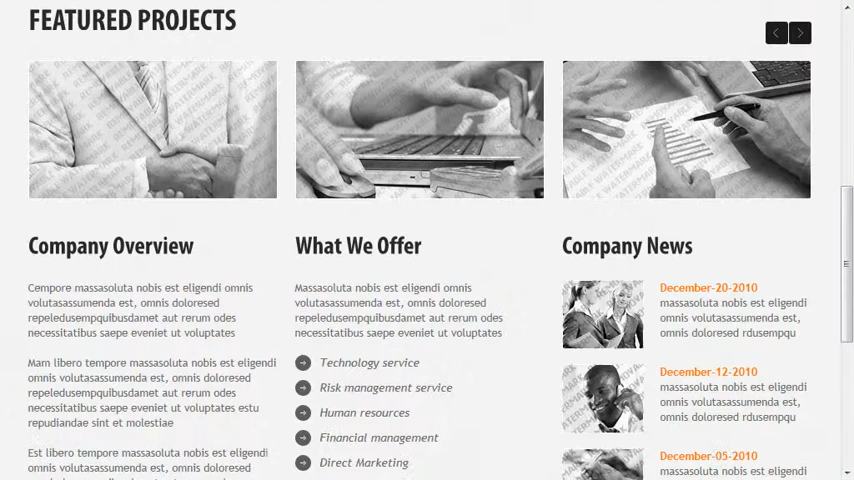 FEATURED PROJECTS
Company Overview
Cempore massasoluta nobis est eligendi omnis
volutasassumenda est, omnis doloresed
repeledusempquibusdamet aut rerum odes
necessitatibus saepe eveniet ut voluptates
Mam libero tempore massasoluta nobis est eligendi
omnis volutasassumenda est, omnis doloresed
repeledusempquibusdamet aut rerum odes
necessitatibus saepe eveniet ut voluptates estu
repudiandae sint et molestiae
Est libero tempore massasoluta nobis est eligendi
omnis volutasassumenda est, omnis doloresed
What We Offer
Massasoluta nobis est eligendi omnis
volutasassumenda est, omnis doloresed
repeledusempquibusdamet aut rerum odes
necessitatibus saepe eveniet ut voluptates
Technology service
Risk management service
Human resources
Financial management
Direct Marketing
Company News
December-20-2010
massasoluta nobis est eligendi
volutasassumenda est,
omnis doloresed rdusempqu
December-12-2010
massasoluta nobis est eligendi
volutasassumenda est,
omnis doloresed rdusempqu
December-05-2010
massasoluta nobis est eligendi